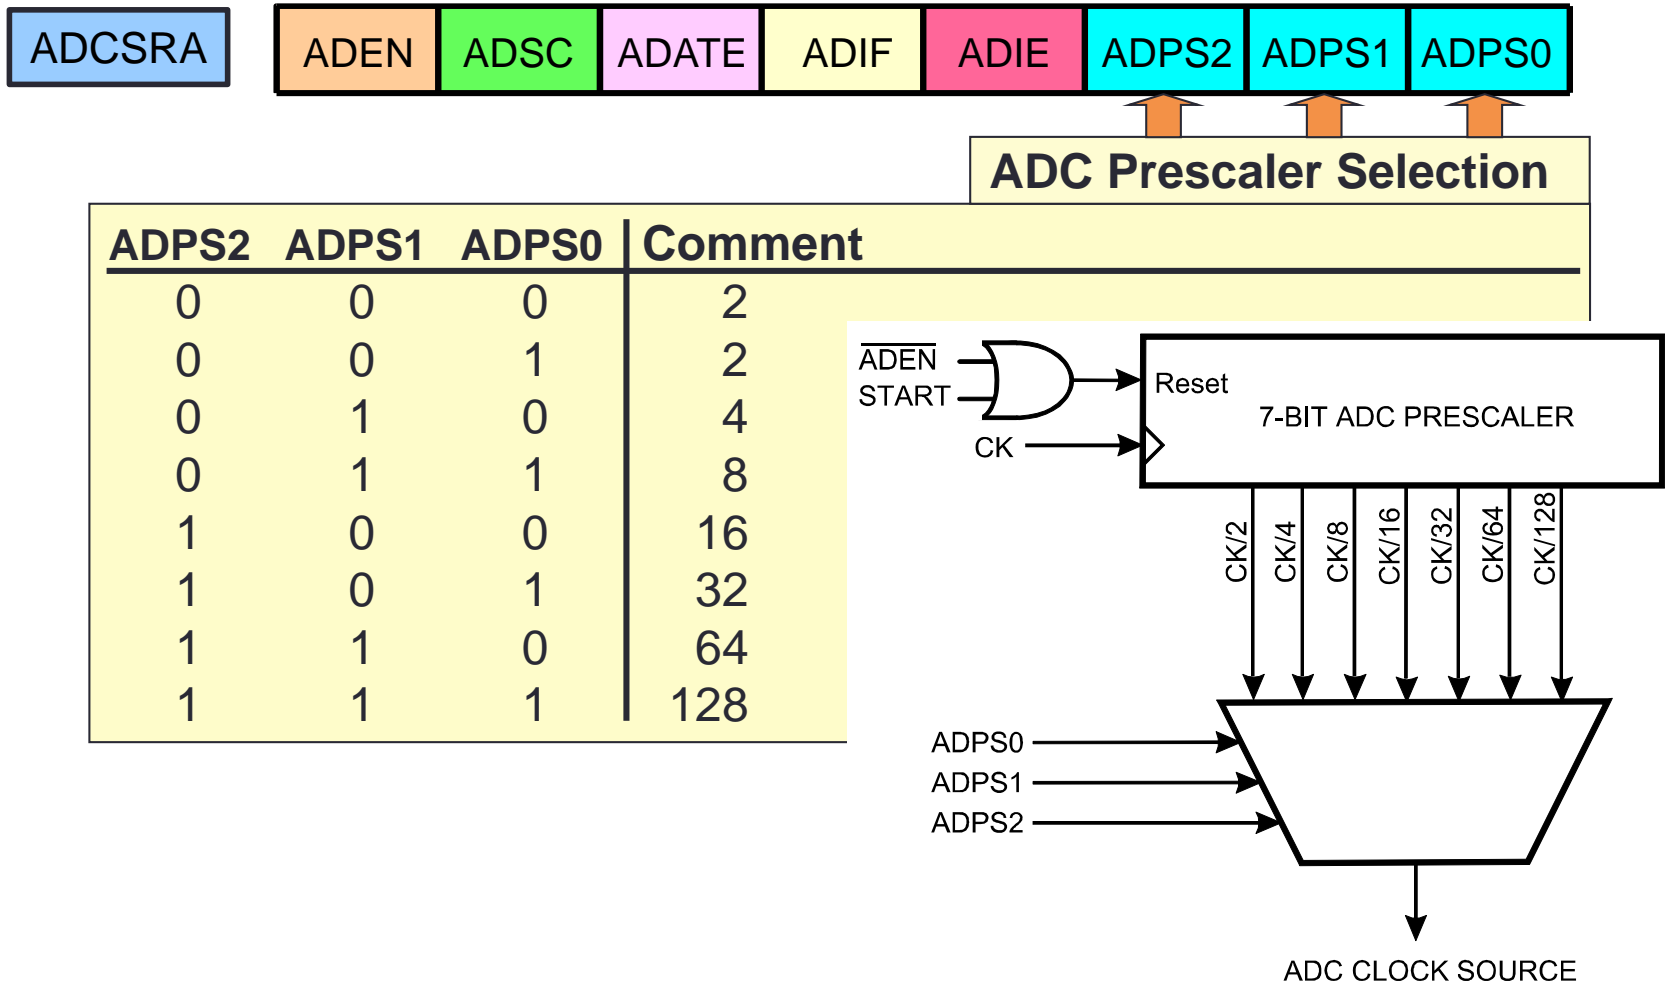 ADCSRA ADEN ADSC ADATE ADIF ADIE ADPS2 ADPS1 ADPS0
ADC Prescaler Selection
ADPS2 ADPS1 ADPS0 Comment
0 0 0 2
0 0 1 2
0 1 0 4
0 1 1 8
1 0 0 16
1 0 1 32
1 1 0 64
1 1 1 128
ADEN
START
CK
Reset
7-BIT ADC PRESCALER
CK/2
CK/4
CK/8
CK/16
CK/32
CK/64
CK/128
ADPS0
ADPS1
ADPS2
ADC CLOCK SOURCE